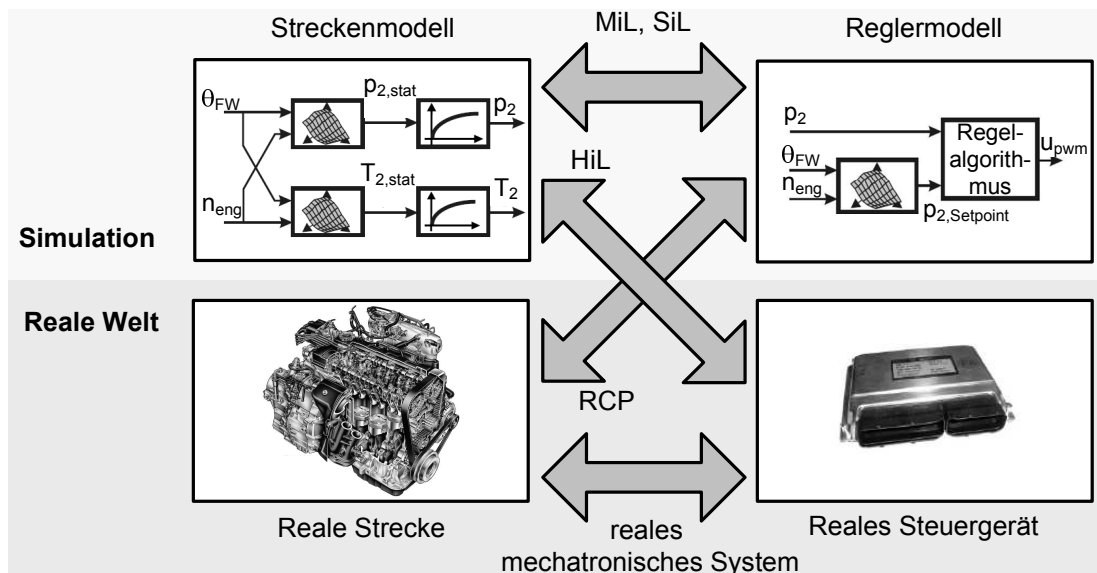 Streckenmodell
MiL, SiL
Reglermodell
θFW
p2,stat
p2
neng
T2,stat
T2
HiL
p2
θFW
neng
Regel-
algorith-
mus
upwm
p2,Setpoint
Simulation
Reale Welt
RCP
Reale Strecke
reales
mechatronisches System
Reales Steuergerät